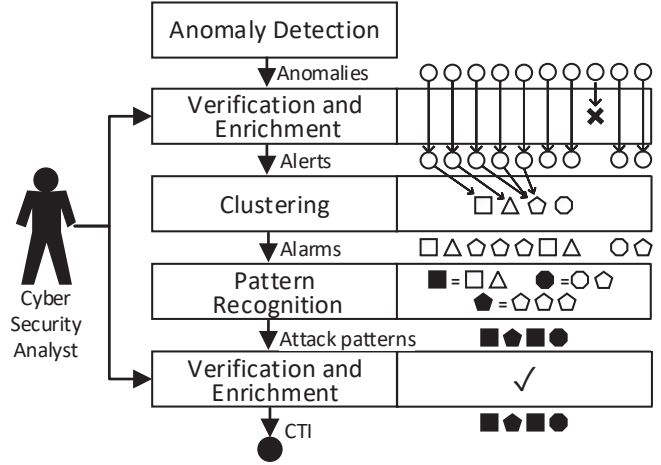 Anomaly Detection
Anomalies
Verification and
Enrichment
Alerts
Clustering
Alarms
Pattern
Recognition
=
=
=
Attack patterns
Verification and
Enrichment
CTI
Cyber
Security
Analyst